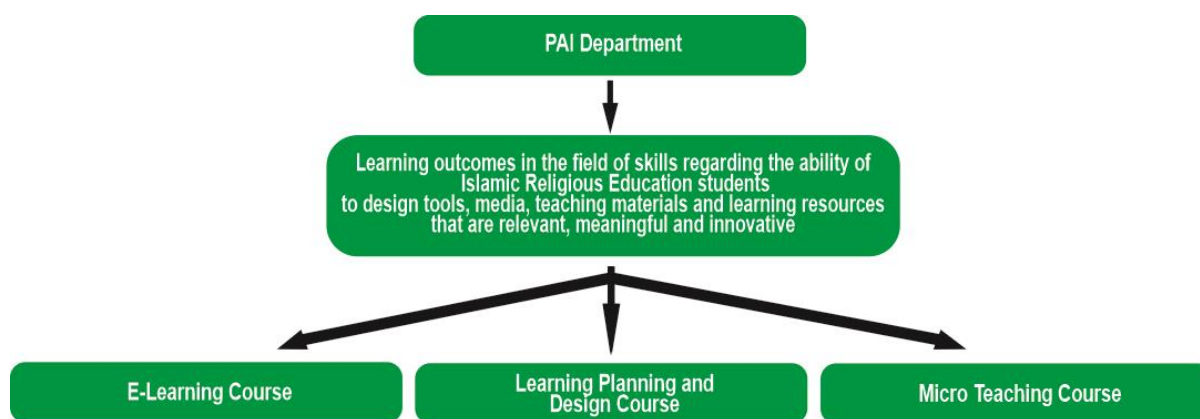 PAI Department
Learning outcomes in the field of skills regarding the ability of
Islamic Religious Education students
to design tools, media, teaching materials and learning resources
that are relevant, meaningful and innovative
E-Learning Course
Learning Planning and
Design Course
Micro Teaching Course